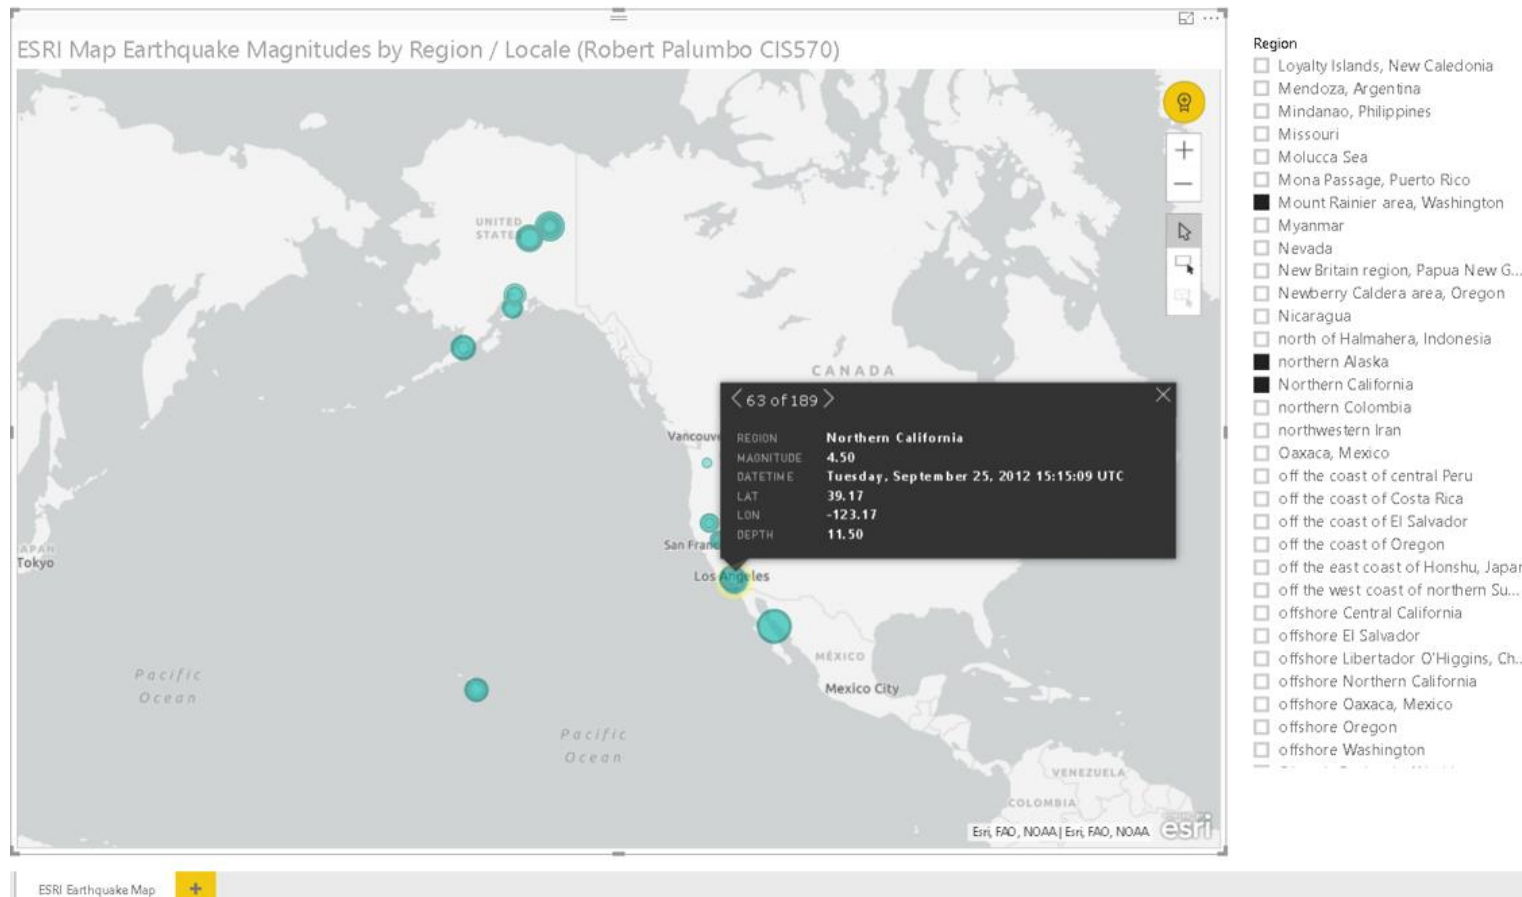 ESRI Map Earthquake Magnitudes by Region / Locale (Robert Palumbo CIS570)
UNITED
STATE
CANADA
Vancouv
San Franc
Los Angeles
MÉXICO
Mexico City
APAN
Tokyo
Pacific
Ocean
Pacific
Ocean
VENEZUELA
COLOMBIA
63 of 189
REGION Northern California
MAGNITUDE 4.50
DATETIME Tuesday, September 25, 2012 15:15:09 UTC
LAT 39.17
LON -123.17
DEPTH 11.50
Esri, FAO, NOAA | Esri, FAO, NOAA
esri
Region
Loyalty Islands, New Caledonia
Mendoza, Argentina
Mindanao, Philippines
Missouri
Molucca Sea
Mona Passage, Puerto Rico
Mount Rainier area, Washington
Myanmar
Nevada
New Britain region, Papua New G...
Newberry Caldera area, Oregon
Nicaragua
north of Halmahera, Indonesia
northern Alaska
Northern California
northern Colombia
northwestern Iran
Oaxaca, Mexico
off the coast of central Peru
off the coast of Costa Rica
off the coast of El Salvador
off the coast of Oregon
off the east coast of Honshu, Japan
off the west coast of northern Su...
offshore Central California
offshore El Salvador
offshore Libertador O'Higgins, Ch...
offshore Northern California
offshore Oaxaca, Mexico
offshore Oregon
offshore Washington
ESRI Earthquake Map